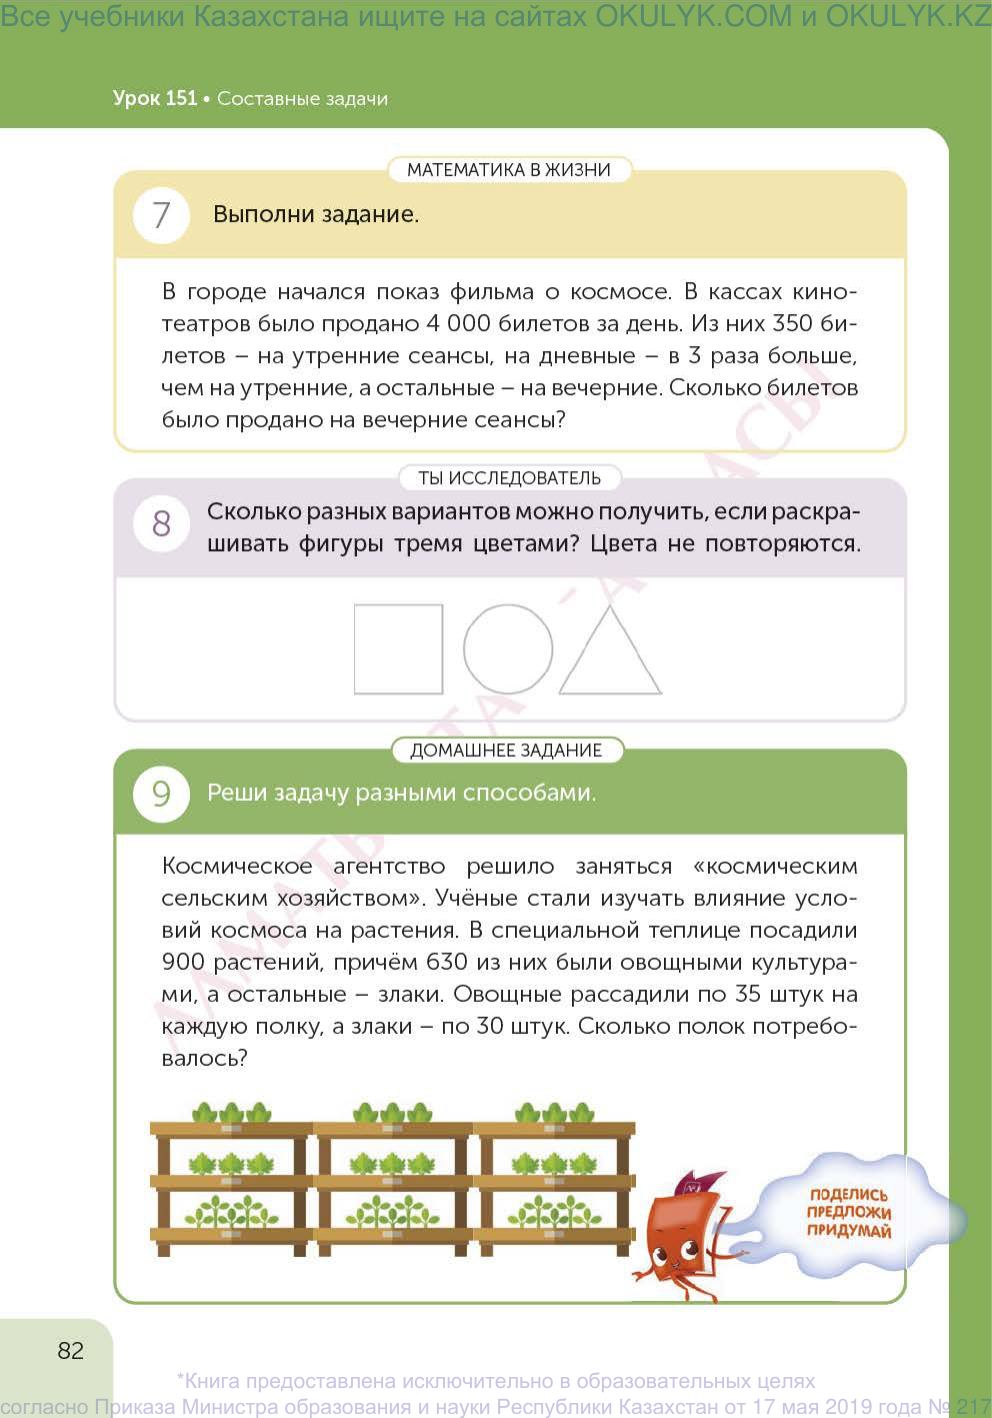 Все учебники Казахстана ищите на сайтах OKULYK.COM и OKULYK.KZ
Урок 151 • Составные задачи
МАТЕМАТИКА В ЖИЗНИ
7
Выполни задание.
В городе начался показ фильма о космосе. В кассах кино-
театров было продано 4 000 билетов за день. Из них 350 би-
летов – на утренние сеансы, на дневные – в 3 раза больше,
чем на утренние, а остальные – на вечерние. Сколько билетов
было продано на вечерние сеансы?
ТЫ ИССЛЕДОВАТЕЛЬ
8
Сколько разных вариантов можно получить, если раскра-
шивать фигуры тремя цветами? Цвета не повторяются.
ДОМАШНЕЕ ЗАДАНИЕ
9
Реши задачу разными способами.
Космическое агентство решило заняться «космическим
сельским хозяйством». Учёные стали изучать влияние усло-
вий космоса на растения. В специальной теплице посадили
900 растений, причём 630 из них были овощными культура-
ми, а остальные – злаки. Овощные рассадили по 35 штук на
каждую полку, а злаки – по 30 штук. Сколько полок потребо-
валось?
ПОДЕЛИСЬ
ПРЕДЛОЖИ
ПРИДУМАЙ
82
*Книга предоставлена исключительно в образовательных целях
согласно Приказа Министра образования и науки Республики Казахстан от 17 мая 2019 года № 217